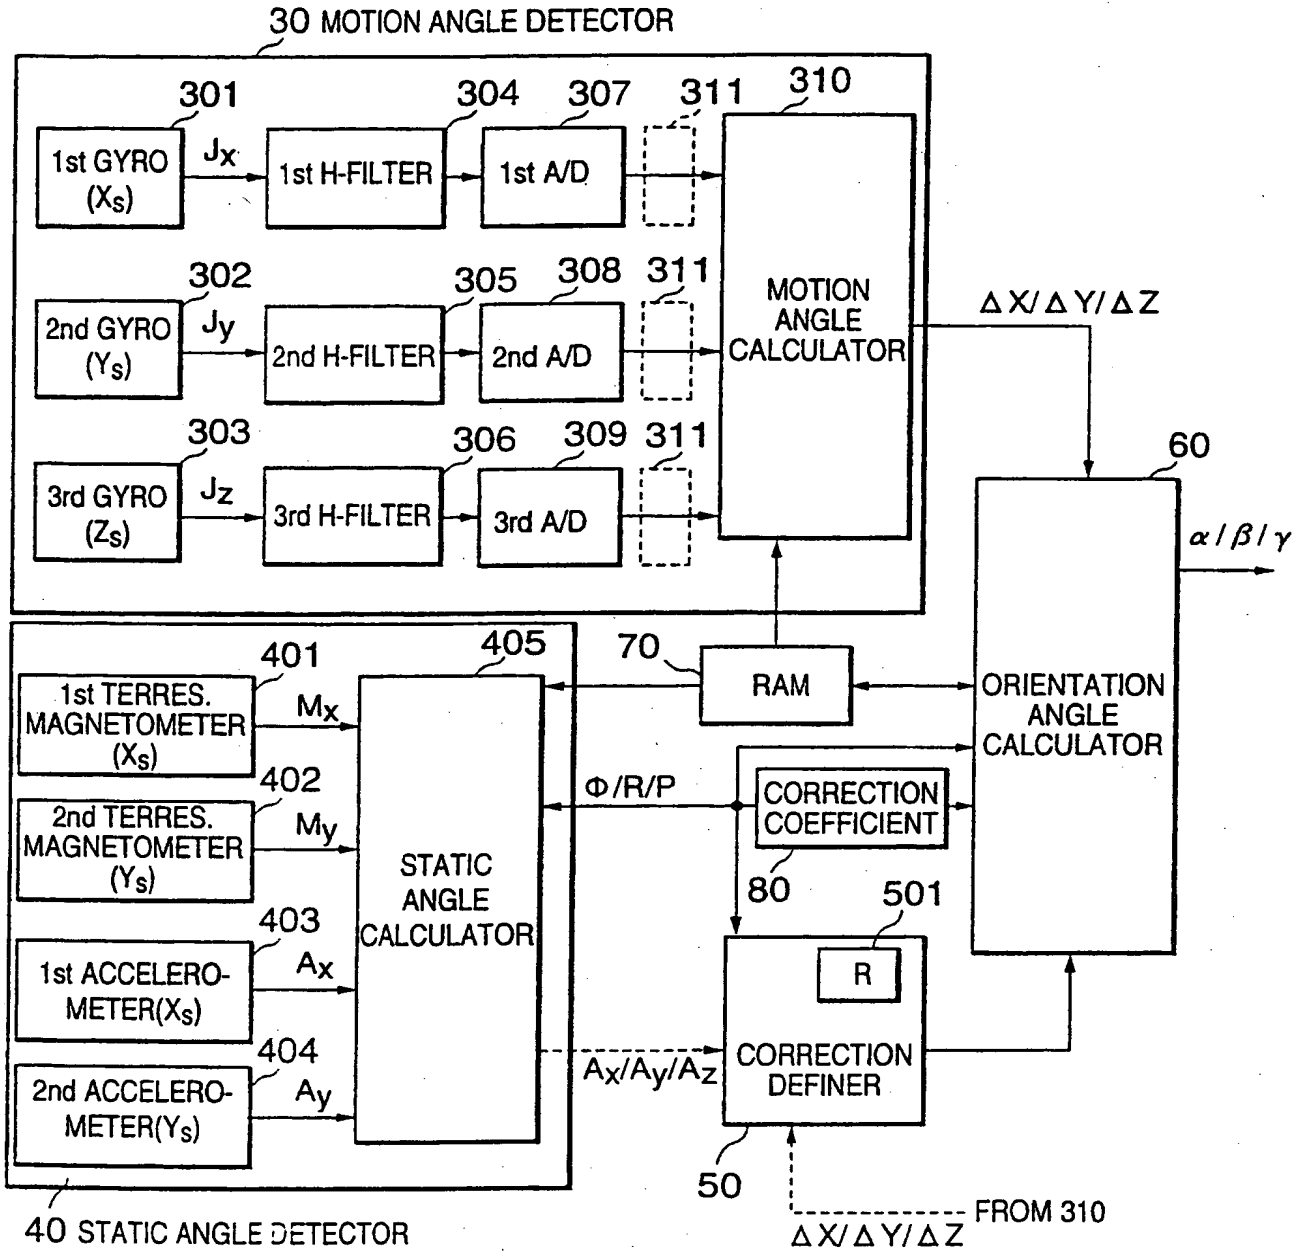 30 MOTION ANGLE DETECTOR
301
304
307
311
310
1st GYRO
(Xs)
Jx
1st H-FILTER
1st A/D
302
305
308
311
2nd GYRO
(Ys)
Jy
2nd H-FILTER
2nd A/D
MOTION
ANGLE
CALCULATOR
ΔX/ΔY/ΔZ
303
306
309
311
3rd GYRO
(Zs)
Jz
3rd H-FILTER
3rd A/D
60
α/β/γ
401
405
70
RAM
1st TERRES.
MAGNETOMETER
(Xs)
Mx
ORIENTATION
ANGLE
CALCULATOR
402
2nd TERRES.
MAGNETOMETER
(Ys)
My
Φ/R/P
CORRECTION
COEFFICIENT
80
STATIC
ANGLE
CALCULATOR
403
1st ACCELERO-
METER(Xs)
Ax
501
R
404
2nd ACCELERO-
METER(Ys)
Ay
Ax/Ay/Az
CORRECTION
DEFINER
50
FROM 310
ΔX/ΔY/ΔZ
40 STATIC ANGLE DETECTOR